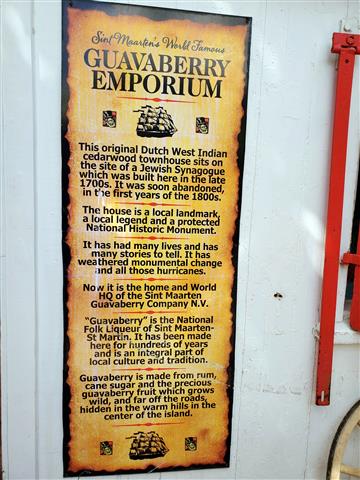 Sint Maarten's World Famous
GUAVABERRY
EMPORIUM
This original Dutch West Indian
cedarwood townhouse sits on
the site of a Jewish Synagogue
which was built here in the late
1700s. It was soon abandoned,
in the first years of the 1800s.
The house is a local landmark,
a local legend and a protected
National Historic Monument.
It has had many lives and has
many stories to tell. It has
weathered monumental change
and all those hurricanes.
Now it is the home and World
HQ of the Sint Maarten
Guavaberry Company N.V.
"Guavaberry" is the National
Folk Liqueur of Sint Maarten-
St Martin. It has been made
here for hundreds of years
and is an integral part of
local culture and tradition.
Guavaberry is made from rum,
cane sugar and the precious
guavaberry fruit which grows
wild, and far off the roads,
hidden in the warm hills in the
center of the island.